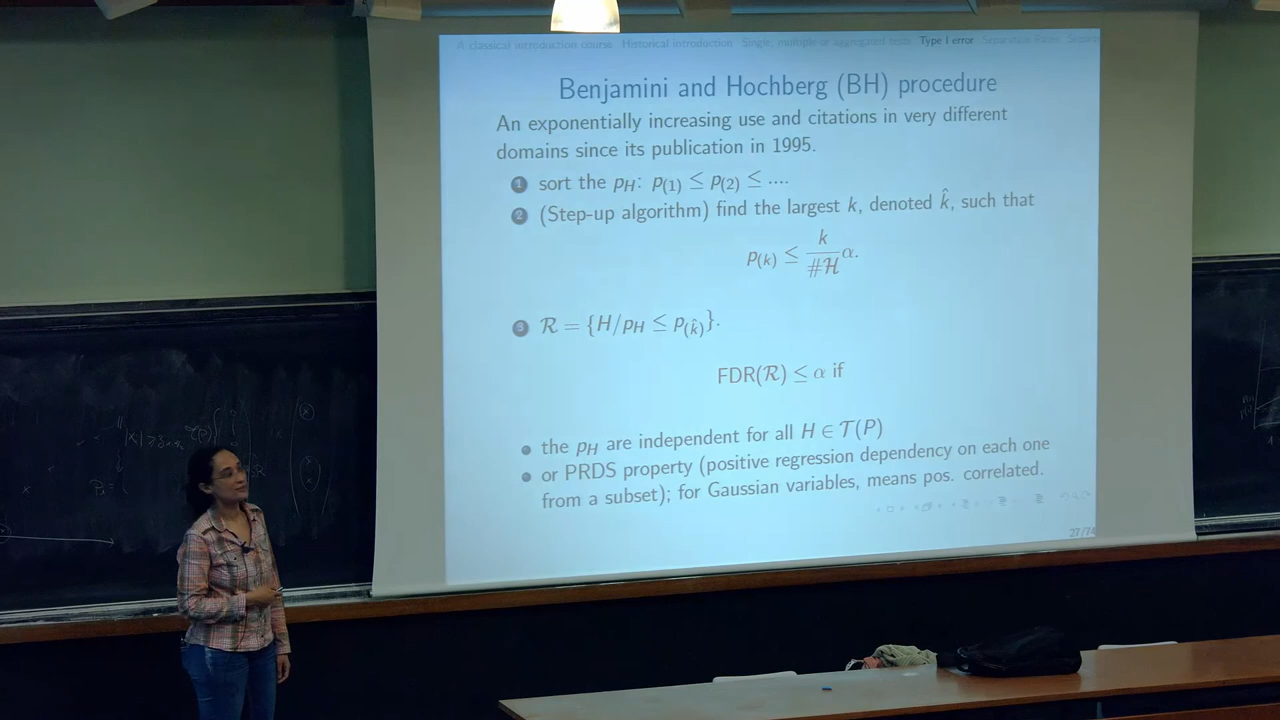 A classical introduction course Historical introduction Single, multiple or aggregated tests Type I error Separation Rates
Benjamini and Hochberg (BH) procedure
An exponentially increasing use and citations in very different
domains since its publication in 1995.
1 sort the p_H: p_(1) ≤ p_(2) ≤ ....
2 (Step-up algorithm) find the largest k, denoted k̂, such that
p_(k) ≤ k/#ℋ α.
3 ℛ = {H/p_H ≤ p_(k̂)}.
FDR(ℛ) ≤ α if
• the p_H are independent for all H ∈ 𝒯(P)
• or PRDS property (positive regression dependency on each one
from a subset); for Gaussian variables, means pos. correlated.
27/74